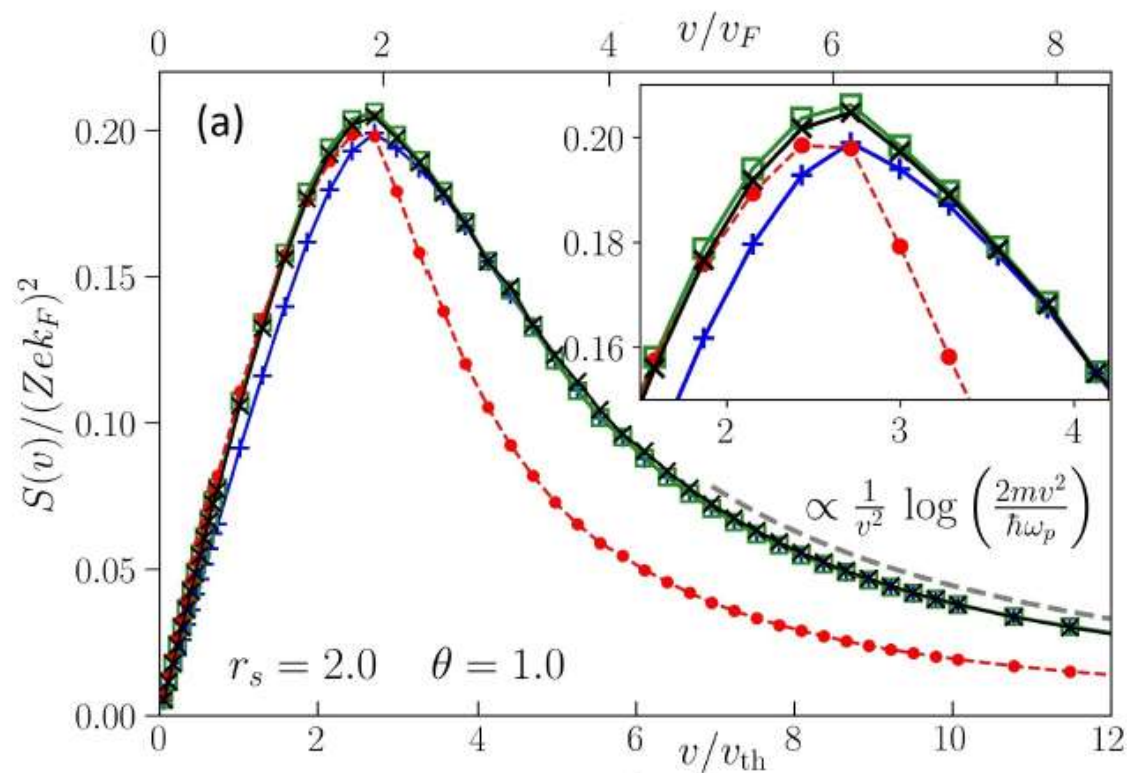 0 2 4 v/v_F 6 8
(a)
0.20
0.15
0.10
0.05
0.00
S(v)/(Zek_F)^2
0.20
0.18
0.16
2 3 4
∝ \frac{1}{v^2} log ( \frac{2mv^2}{ħω_p} )
r_s = 2.0 θ = 1.0
0 2 4 6 8 10 12
v/v_th